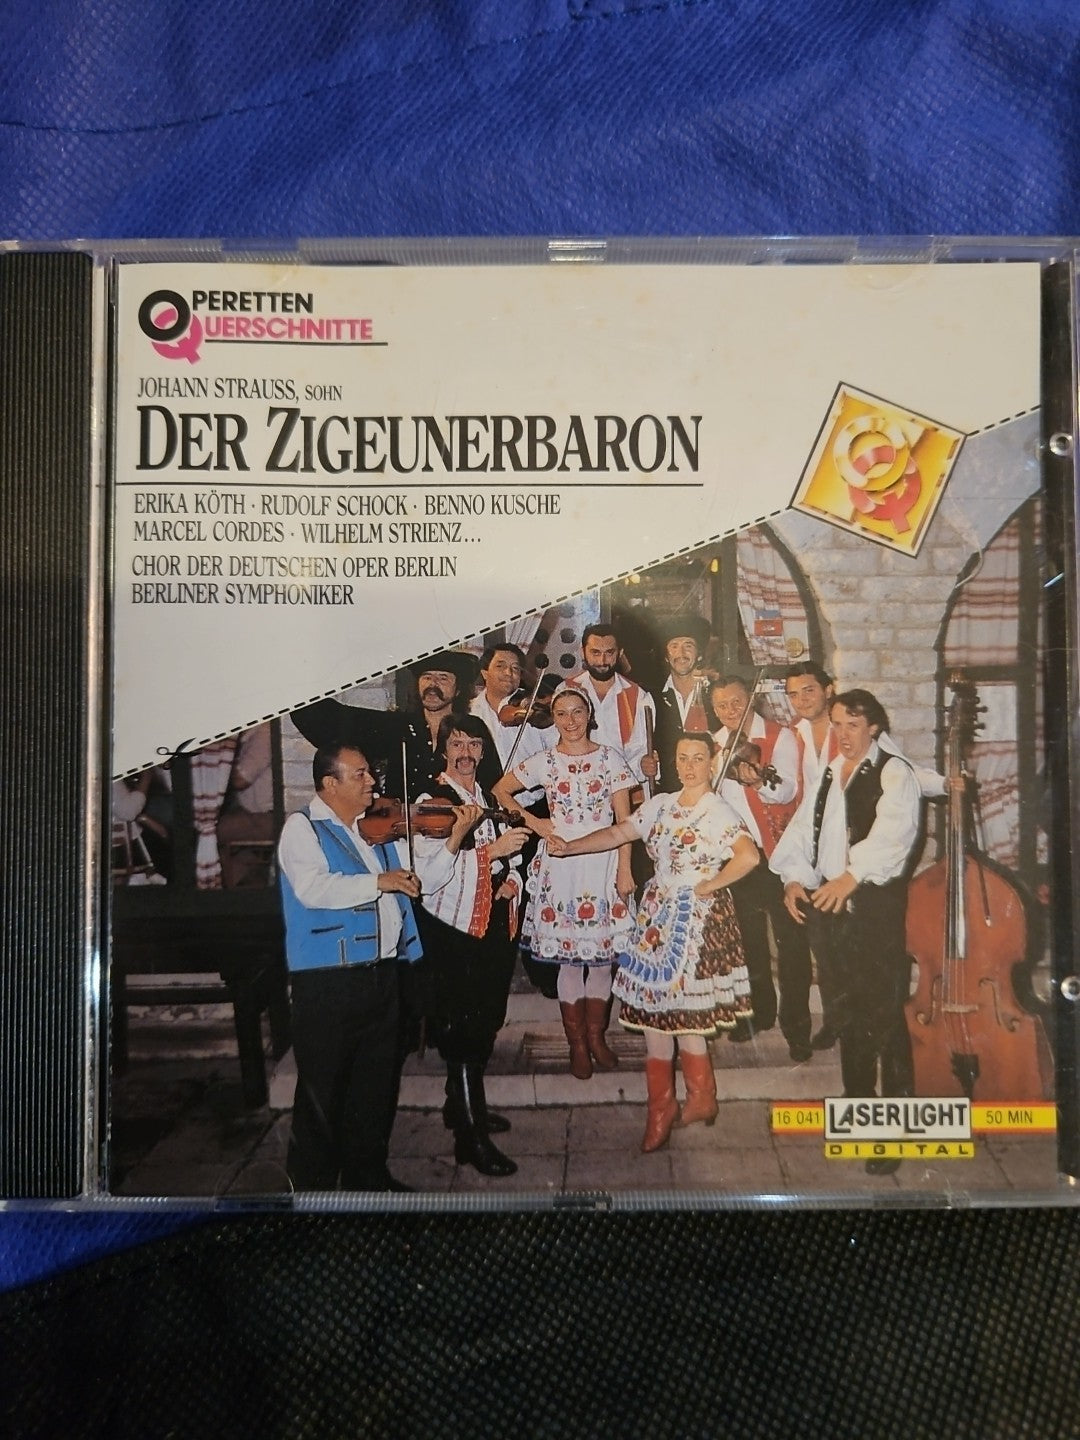 OPERETTEN
QUERSCHNITTE
JOHANN STRAUSS, SOHN
DER ZIGEUNERBARON
ERIKA KÖTH · RUDOLF SCHOCK · BENNO KUSCHE
MARCEL CORDES · WILHELM STRIENZ...
CHOR DER DEUTSCHEN OPER BERLIN
BERLINER SYMPHONIKER
OQ
16 041 LASERLIGHT 50 MIN
DIGITAL